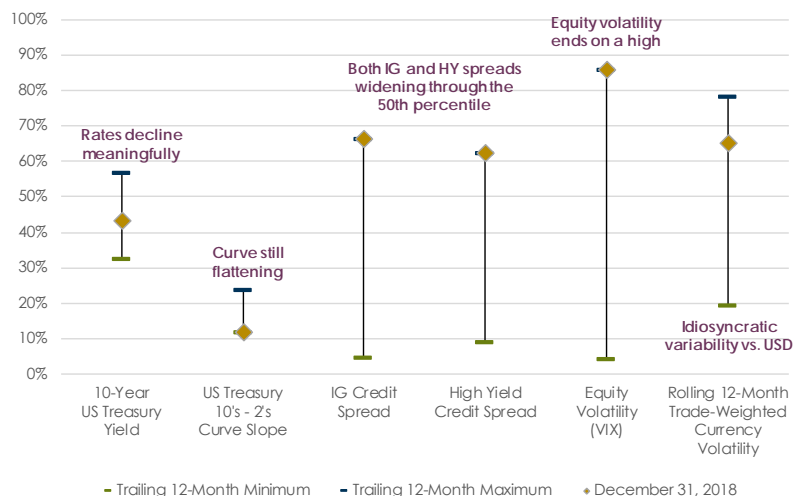 100%
90%
80%
70%
60%
50%
40%
30%
20%
10%
0%
Equity volatility
ends on a high
Both IG and HY spreads
widening through the
50th percentile
Rates decline
meaningfully
Curve still
flattening
Idiosyncratic
variability vs. USD
10-Year
US Treasury
Yield
US Treasury
10's - 2's
Curve Slope
IG Credit
Spread
High Yield
Credit Spread
Equity
Volatility
(VIX)
Rolling 12-Month
Trade-Weighted
Currency
Volatility
Trailing 12-Month Minimum
Trailing 12-Month Maximum
December 31, 2018